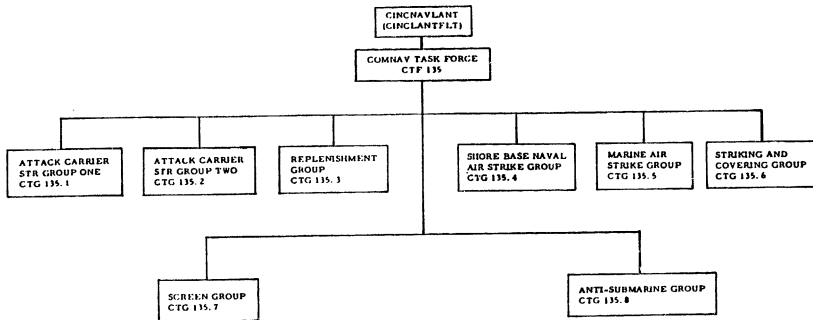 CINCNAVLANT
(CINCLANTFLT)
COMNAV TASK FORCE
CTF 135
ATTACK CARRIER
STR GROUP ONE
CTG 135.1
ATTACK CARRIER
STR GROUP TWO
CTG 135.2
REPLENISHMENT
GROUP
CTG 135.3
SHORE BASE NAVAL
AIR STRIKE GROUP
CTG 135.4
MARINE AIR
STRIKE GROUP
CTG 135.5
STRIKING AND
COVERING GROUP
CTG 135.6
SCREEN GROUP
CTG 135.7
ANTI-SUBMARINE GROUP
CTG 135.8